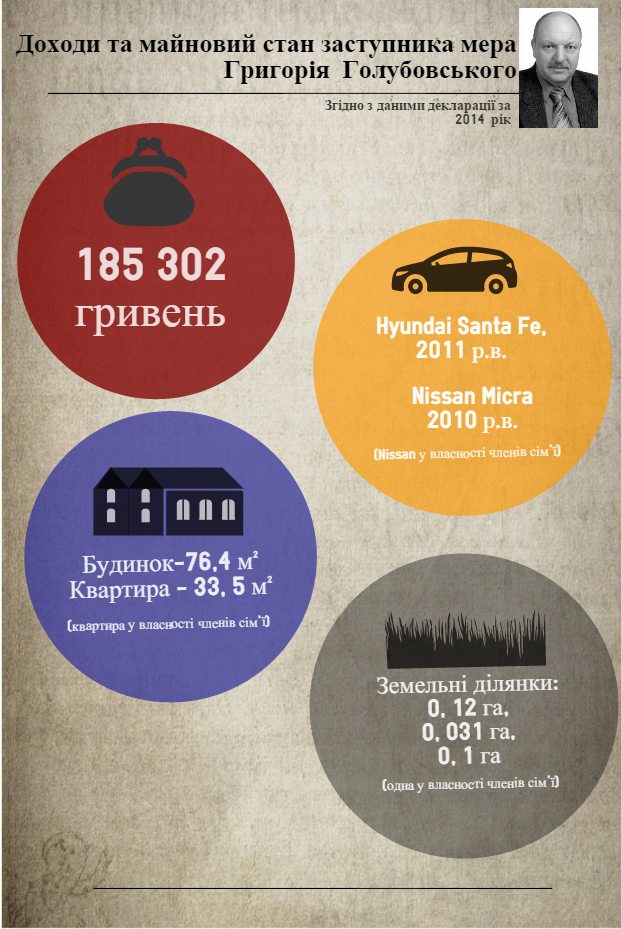 Доходи та майновий стан заступника мера
Григорія Голубовського
Згідно з даними декларації за
2014 рік
185 302
гривень
Hyundai Santa Fe,
2011 р.в.
Nissan Micra
2010 р.в.
(Nissan у власності членів сім'ї)
Будинок-76,4 м²
Квартира - 33, 5 м²
(квартира у власності членів сім'ї)
Земельні ділянки:
0, 12 га,
0, 031 га,
0, 1 га
(одна у власності членів сім'ї)